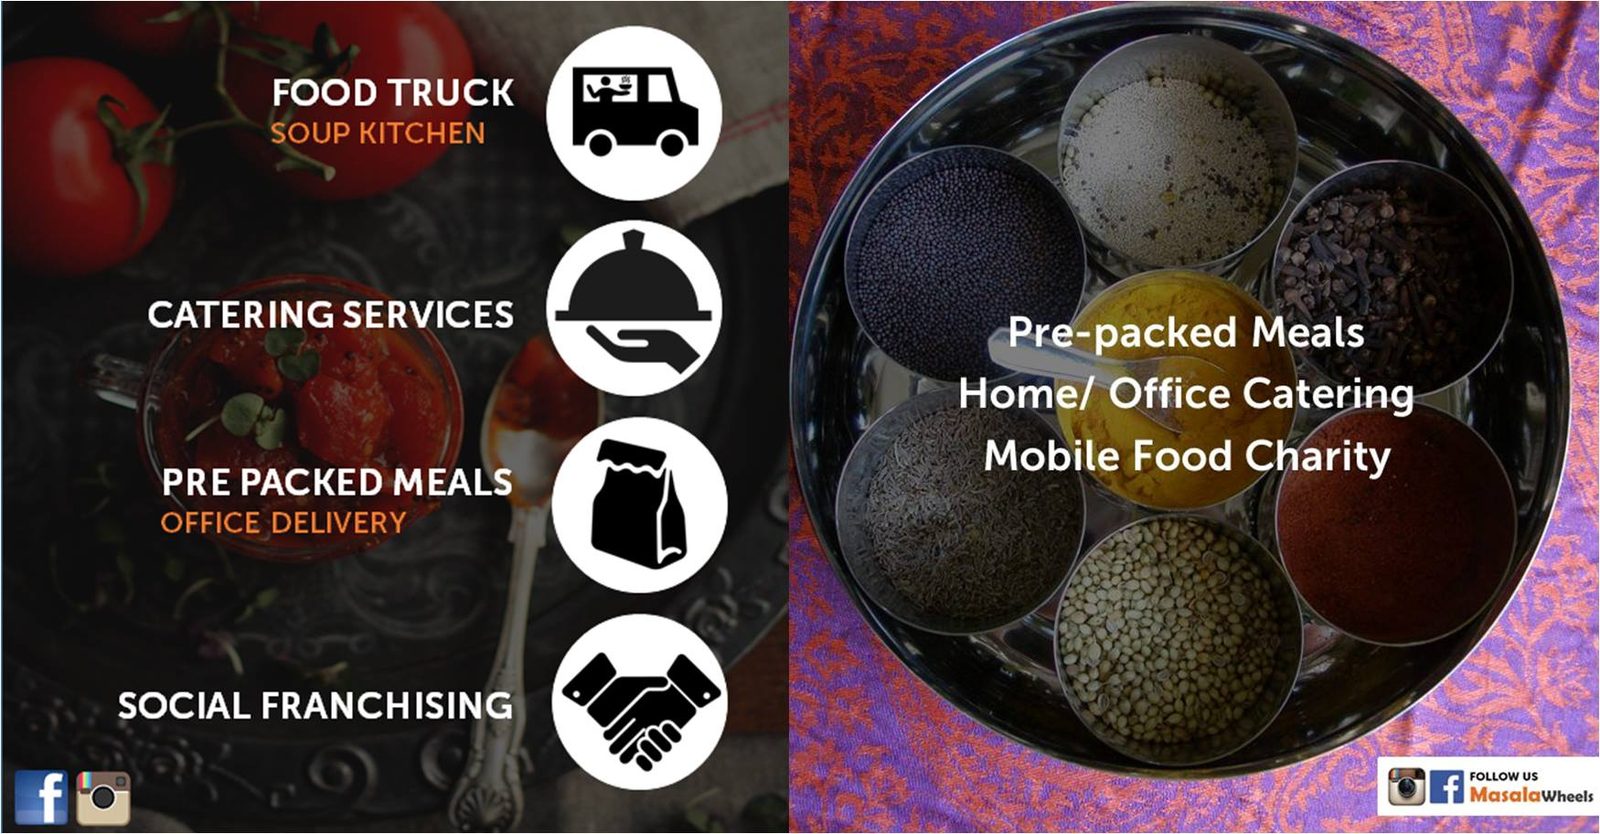 FOOD TRUCK
SOUP KITCHEN
CATERING SERVICES
PRE PACKED MEALS
OFFICE DELIVERY
SOCIAL FRANCHISING
Pre-packed Meals
Home/ Office Catering
Mobile Food Charity
FOLLOW US
MasalaWheels